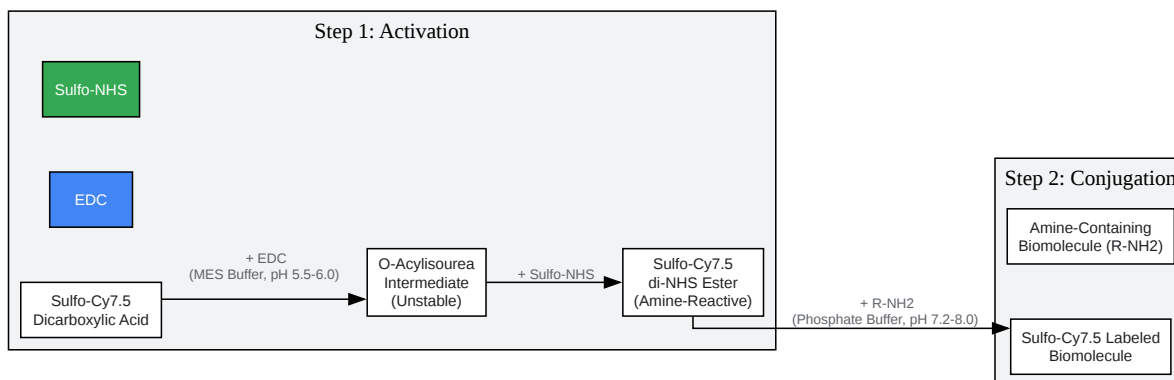 Step 1: Activation
Sulfo-NHS
EDC
Sulfo-Cy7.5
Dicarboxylic Acid
+ EDC
(MES Buffer, pH 5.5-6.0)
O-Acylisourea
Intermediate
(Unstable)
+ Sulfo-NHS
Sulfo-Cy7.5
di-NHS Ester
(Amine-Reactive)
+ R-NH2
(Phosphate Buffer, pH 7.2-8.0)
Step 2: Conjugation
Amine-Containing
Biomolecule (R-NH2)
Sulfo-Cy7.5 Labeled
Biomolecule